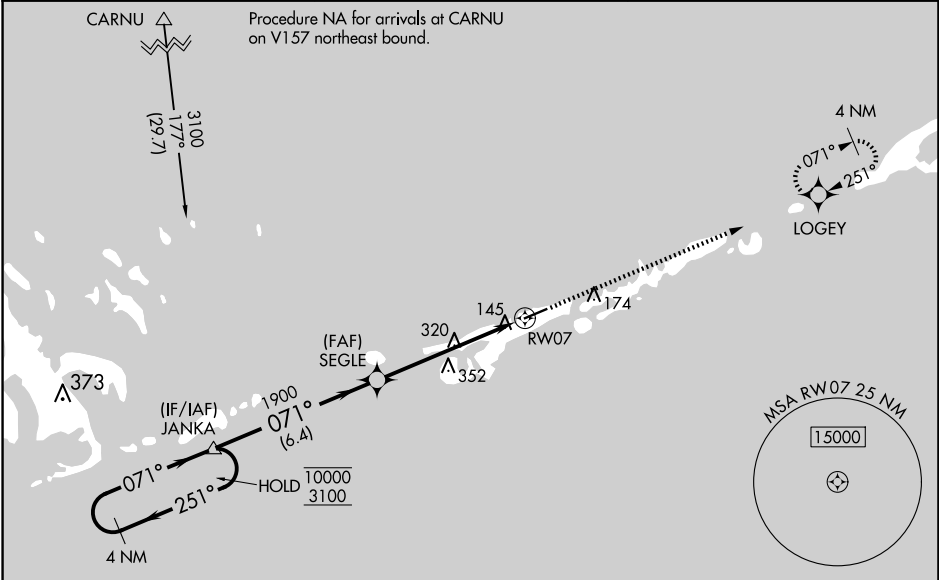 CARNU
Procedure NA for arrivals at CARNU
on V157 northeast bound.
3100
177°
(29.7)
4 NM
071°
251°
LOGEY
174
145
RW07
320
352
(FAF)
SEGLE
373
(IF/IAF)
JANKA
1900
071°
(6.4)
071°
251°
HOLD
10000
3100
4 NM
MSA RW07 25 NM
15000